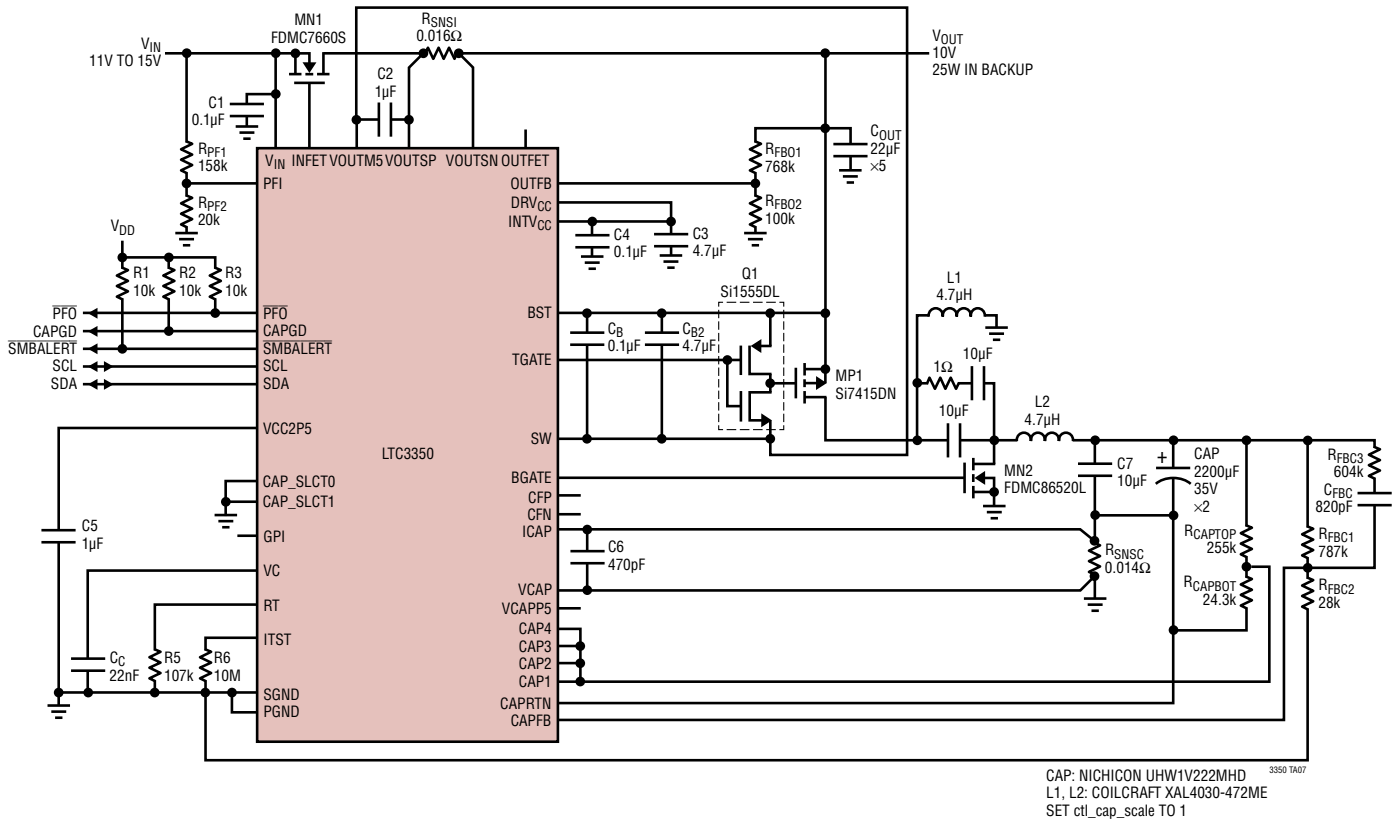 MN1
FDMC7660S
RSNSI
0.016Ω
VIN
11V TO 15V
VOUT
10V
25W IN BACKUP
C1
0.1µF
C2
1µF
RPF1
158k
RPF2
20k
VIN INFET VOUTM5 VOUTSP VOUTSN OUTFET
PFI
OUTFB
DRVCC
INTVCC
RFBO1
768k
RFBO2
100k
COUT
22µF
×5
C4
0.1µF
C3
4.7µF
VDD
R1
10k
R2
10k
R3
10k
PFO
CAPGD
SMBALERT
SCL
SDA
PFO
CAPGD
SMBALERT
SCL
SDA
BST
TGATE
SW
BGATE
CFP
CFN
ICAP
VCAP
VCAPP5
CAP4
CAP3
CAP2
CAP1
CAPRTN
CAPFB
CB
0.1µF
CB2
4.7µF
Q1
Si1555DL
MP1
Si7415DN
L1
4.7µH
1Ω
10µF
10µF
L2
4.7µH
MN2
FDMC86520L
C7
10µF
+
CAP
2200µF
35V
×2
RFBC3
604k
CFBC
820pF
RCAPTOP
255k
RFBC1
787k
RCAPBOT
24.3k
RFBC2
28k
RSNSC
0.014Ω
C6
470pF
LTC3350
VCC2P5
CAP_SLCT0
CAP_SLCT1
GPI
VC
RT
ITST
SGND
PGND
C5
1µF
CC
22nF
R5
107k
R6
10M
CAP: NICHICON UHW1V222MHD
3350 TA07
L1, L2: COILCRAFT XAL4030-472ME
SET ctl_cap_scale TO 1